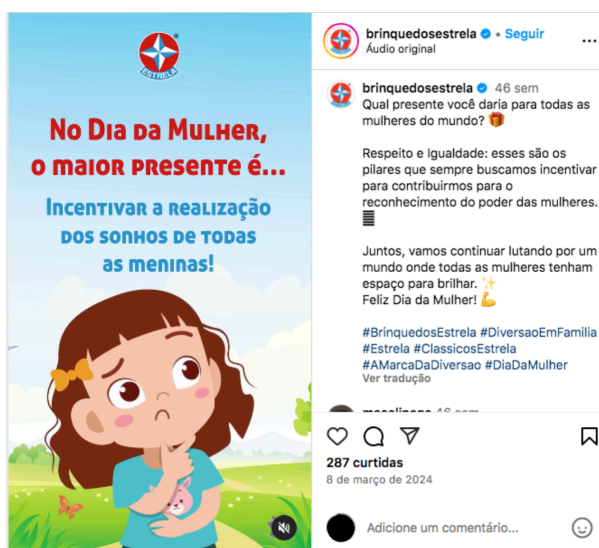 ESTRELA
No Dia da Mulher,
o maior presente é...
Incentivar a realização
dos sonhos de todas
as meninas!
brinquedosestrela • Seguir
Áudio original
brinquedosestrela 46 sem
Qual presente você daria para todas as
mulheres do mundo? 🎁
Respeito e Igualdade: esses são os
pilares que sempre buscamos incentivar
para contribuirmos para o
reconhecimento do poder das mulheres.
Juntos, vamos continuar lutando por um
mundo onde todas as mulheres tenham
espaço para brilhar. ✨
Feliz Dia da Mulher! 💪
#BrinquedosEstrela #DiversaoEmFamilia
#Estrela #ClassicosEstrela
#AMarcaDaDiversao #DiaDaMulher
Ver tradução
287 curtidas
8 de março de 2024
Adicione um comentário...